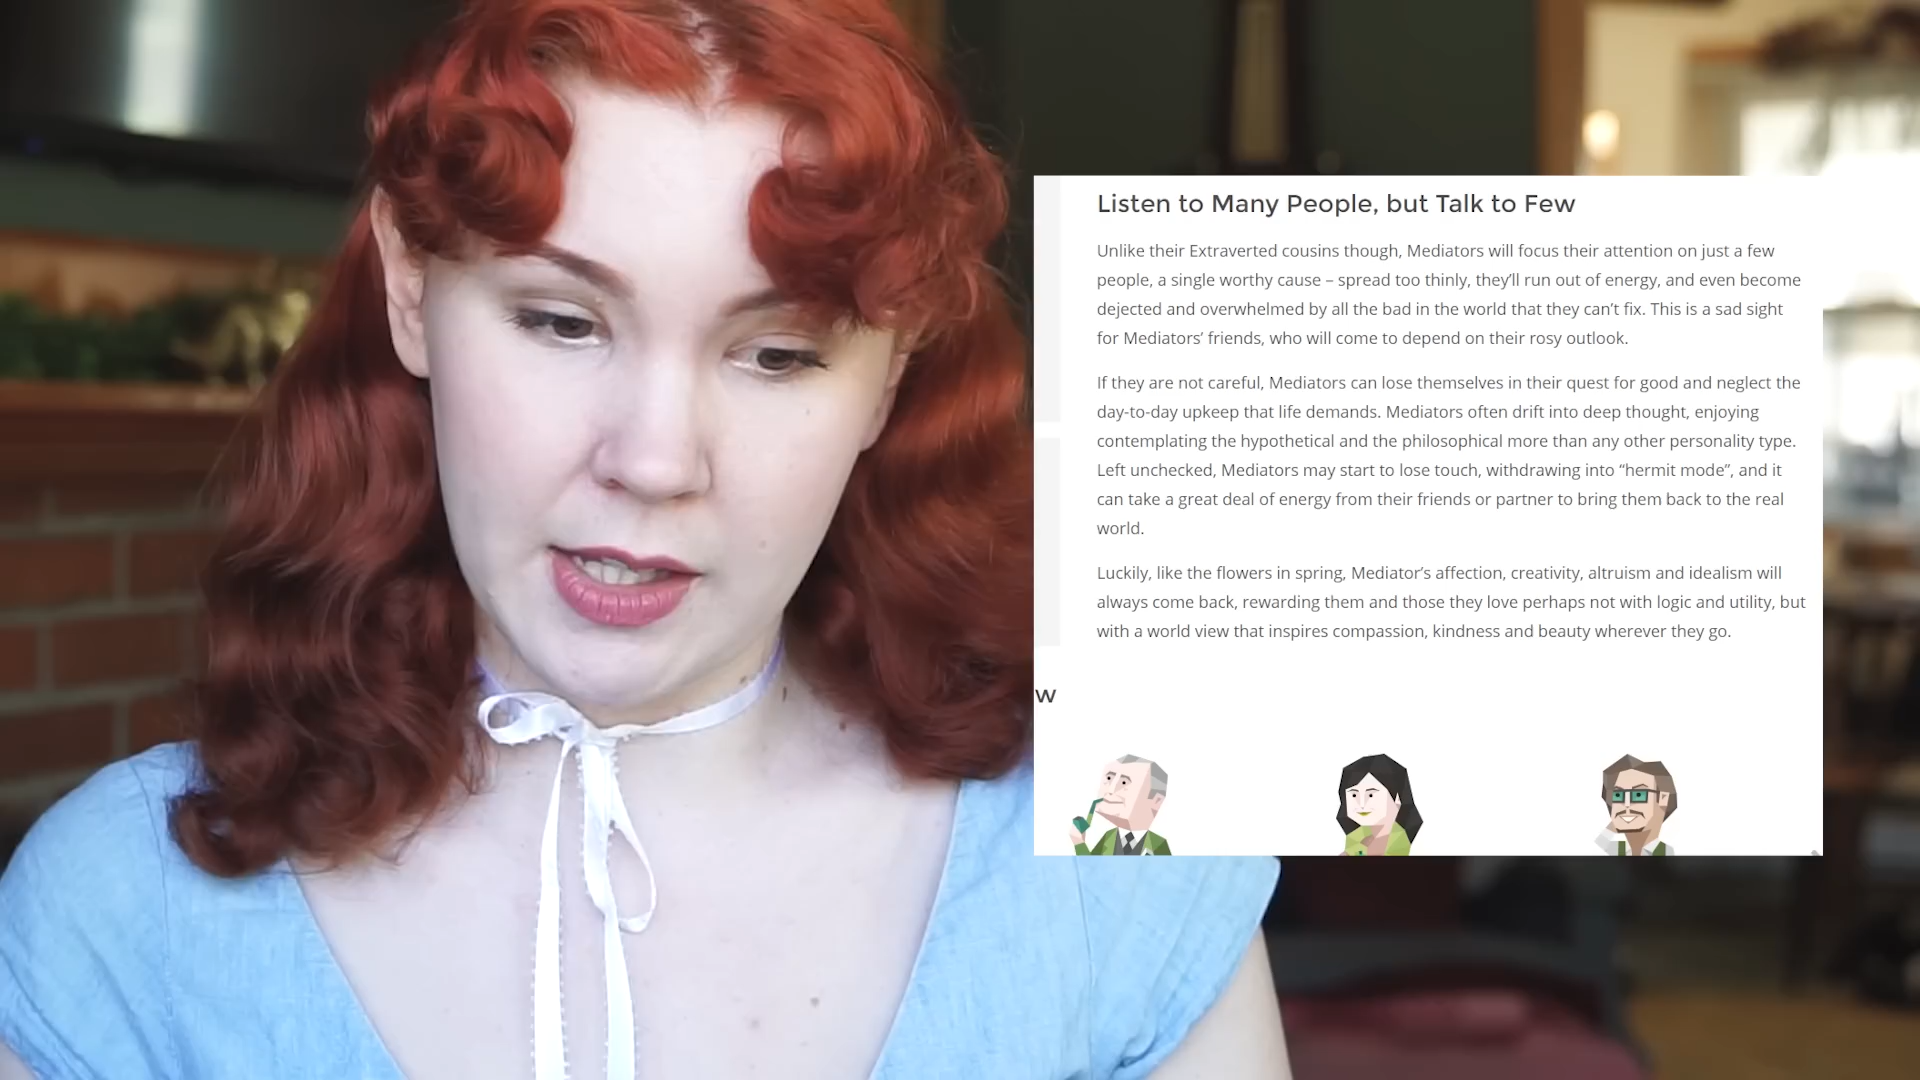 Listen to Many People, but Talk to Few
Unlike their Extraverted cousins though, Mediators will focus their attention on just a few
people, a single worthy cause – spread too thinly, they’ll run out of energy, and even become
dejected and overwhelmed by all the bad in the world that they can’t fix. This is a sad sight
for Mediators’ friends, who will come to depend on their rosy outlook.
If they are not careful, Mediators can lose themselves in their quest for good and neglect the
day-to-day upkeep that life demands. Mediators often drift into deep thought, enjoying
contemplating the hypothetical and the philosophical more than any other personality type.
Left unchecked, Mediators may start to lose touch, withdrawing into “hermit mode”, and it
can take a great deal of energy from their friends or partner to bring them back to the real
world.
Luckily, like the flowers in spring, Mediator’s affection, creativity, altruism and idealism will
always come back, rewarding them and those they love perhaps not with logic and utility, but
with a world view that inspires compassion, kindness and beauty wherever they go.
w